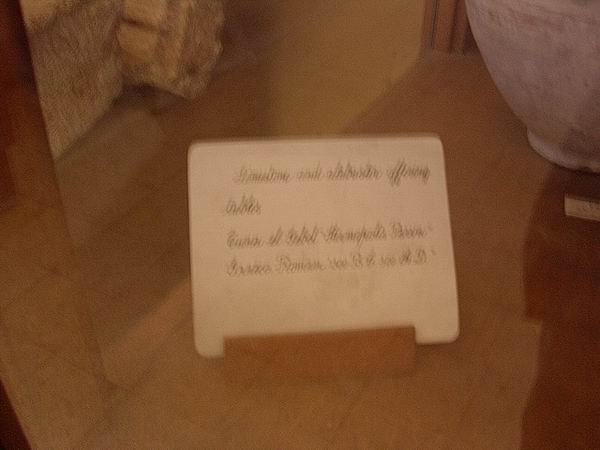 Limestone and alabaster offering
tables
Tuna el Gebel Hermopolis
Graeco Roman B.C. A.D.